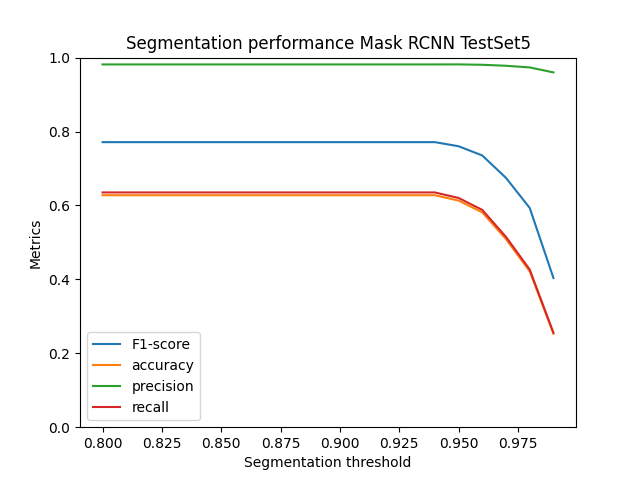 Segmentation performance Mask RCNN TestSet5
1.0
0.8
0.6
0.4
0.2
0.0
Metrics
F1-score
accuracy
precision
recall
0.800 0.825 0.850 0.875 0.900 0.925 0.950 0.975
Segmentation threshold